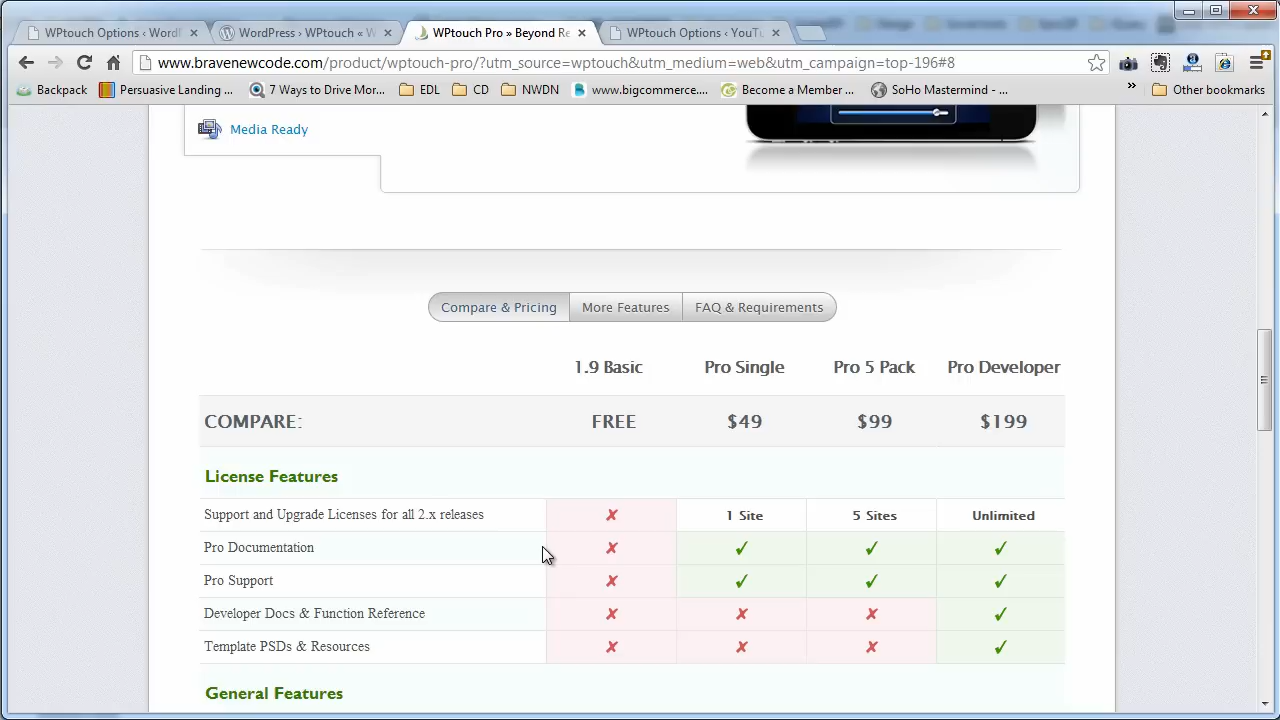 WPtouch Options ‹ Word
WordPress › WPtouch « 
WPtouch Pro » Beyond Re
WPtouch Options ‹ YouTu
www.bravenewcode.com/product/wptouch-pro/?utm_source=wptouch&utm_medium=web&utm_campaign=top-196#8
Backpack
Persuasive Landing ...
7 Ways to Drive Mor...
EDL
CD
NWDN
www.bigcommerce....
Become a Member ...
SoHo Mastermind - ...
»
Other bookmarks
Media Ready
Compare & Pricing
More Features
FAQ & Requirements
1.9 Basic Pro Single Pro 5 Pack Pro Developer
COMPARE: FREE $49 $99 $199
License Features
Support and Upgrade Licenses for all 2.x releases ✗ 1 Site 5 Sites Unlimited
Pro Documentation ✗ ✓ ✓ ✓
Pro Support ✗ ✓ ✓ ✓
Developer Docs & Function Reference ✗ ✗ ✗ ✓
Template PSDs & Resources ✗ ✗ ✗ ✓
General Features